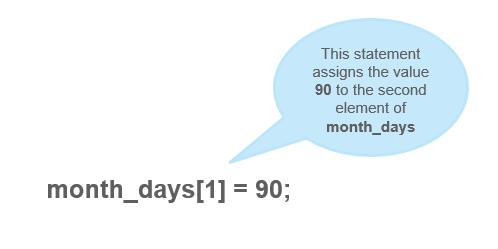 This statement
assigns the value
90 to the second
element of
month_days
month_days[1] = 90;